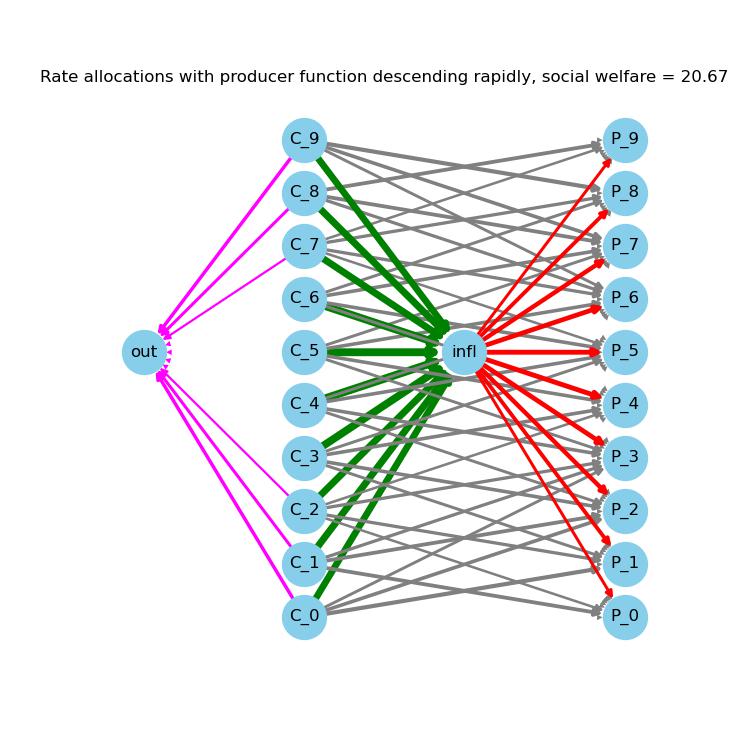 Rate allocations with producer function descending rapidly, social welfare = 20.67
C_9 P_9
C_8 P_8
C_7 P_7
C_6 P_6
out C_5 infl P_5
C_4 P_4
C_3 P_3
C_2 P_2
C_1 P_1
C_0 P_0